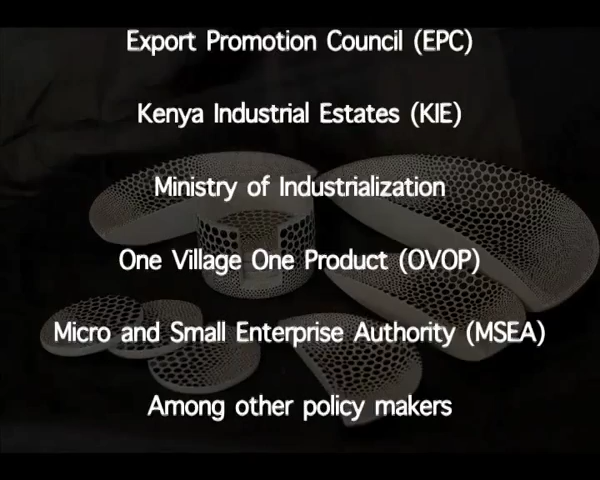 Export Promotion Council (EPC)
Kenya Industrial Estates (KIE)
Ministry of Industrialization
One Village One Product (OVOP)
Micro and Small Enterprise Authority (MSEA)
Among other policy makers